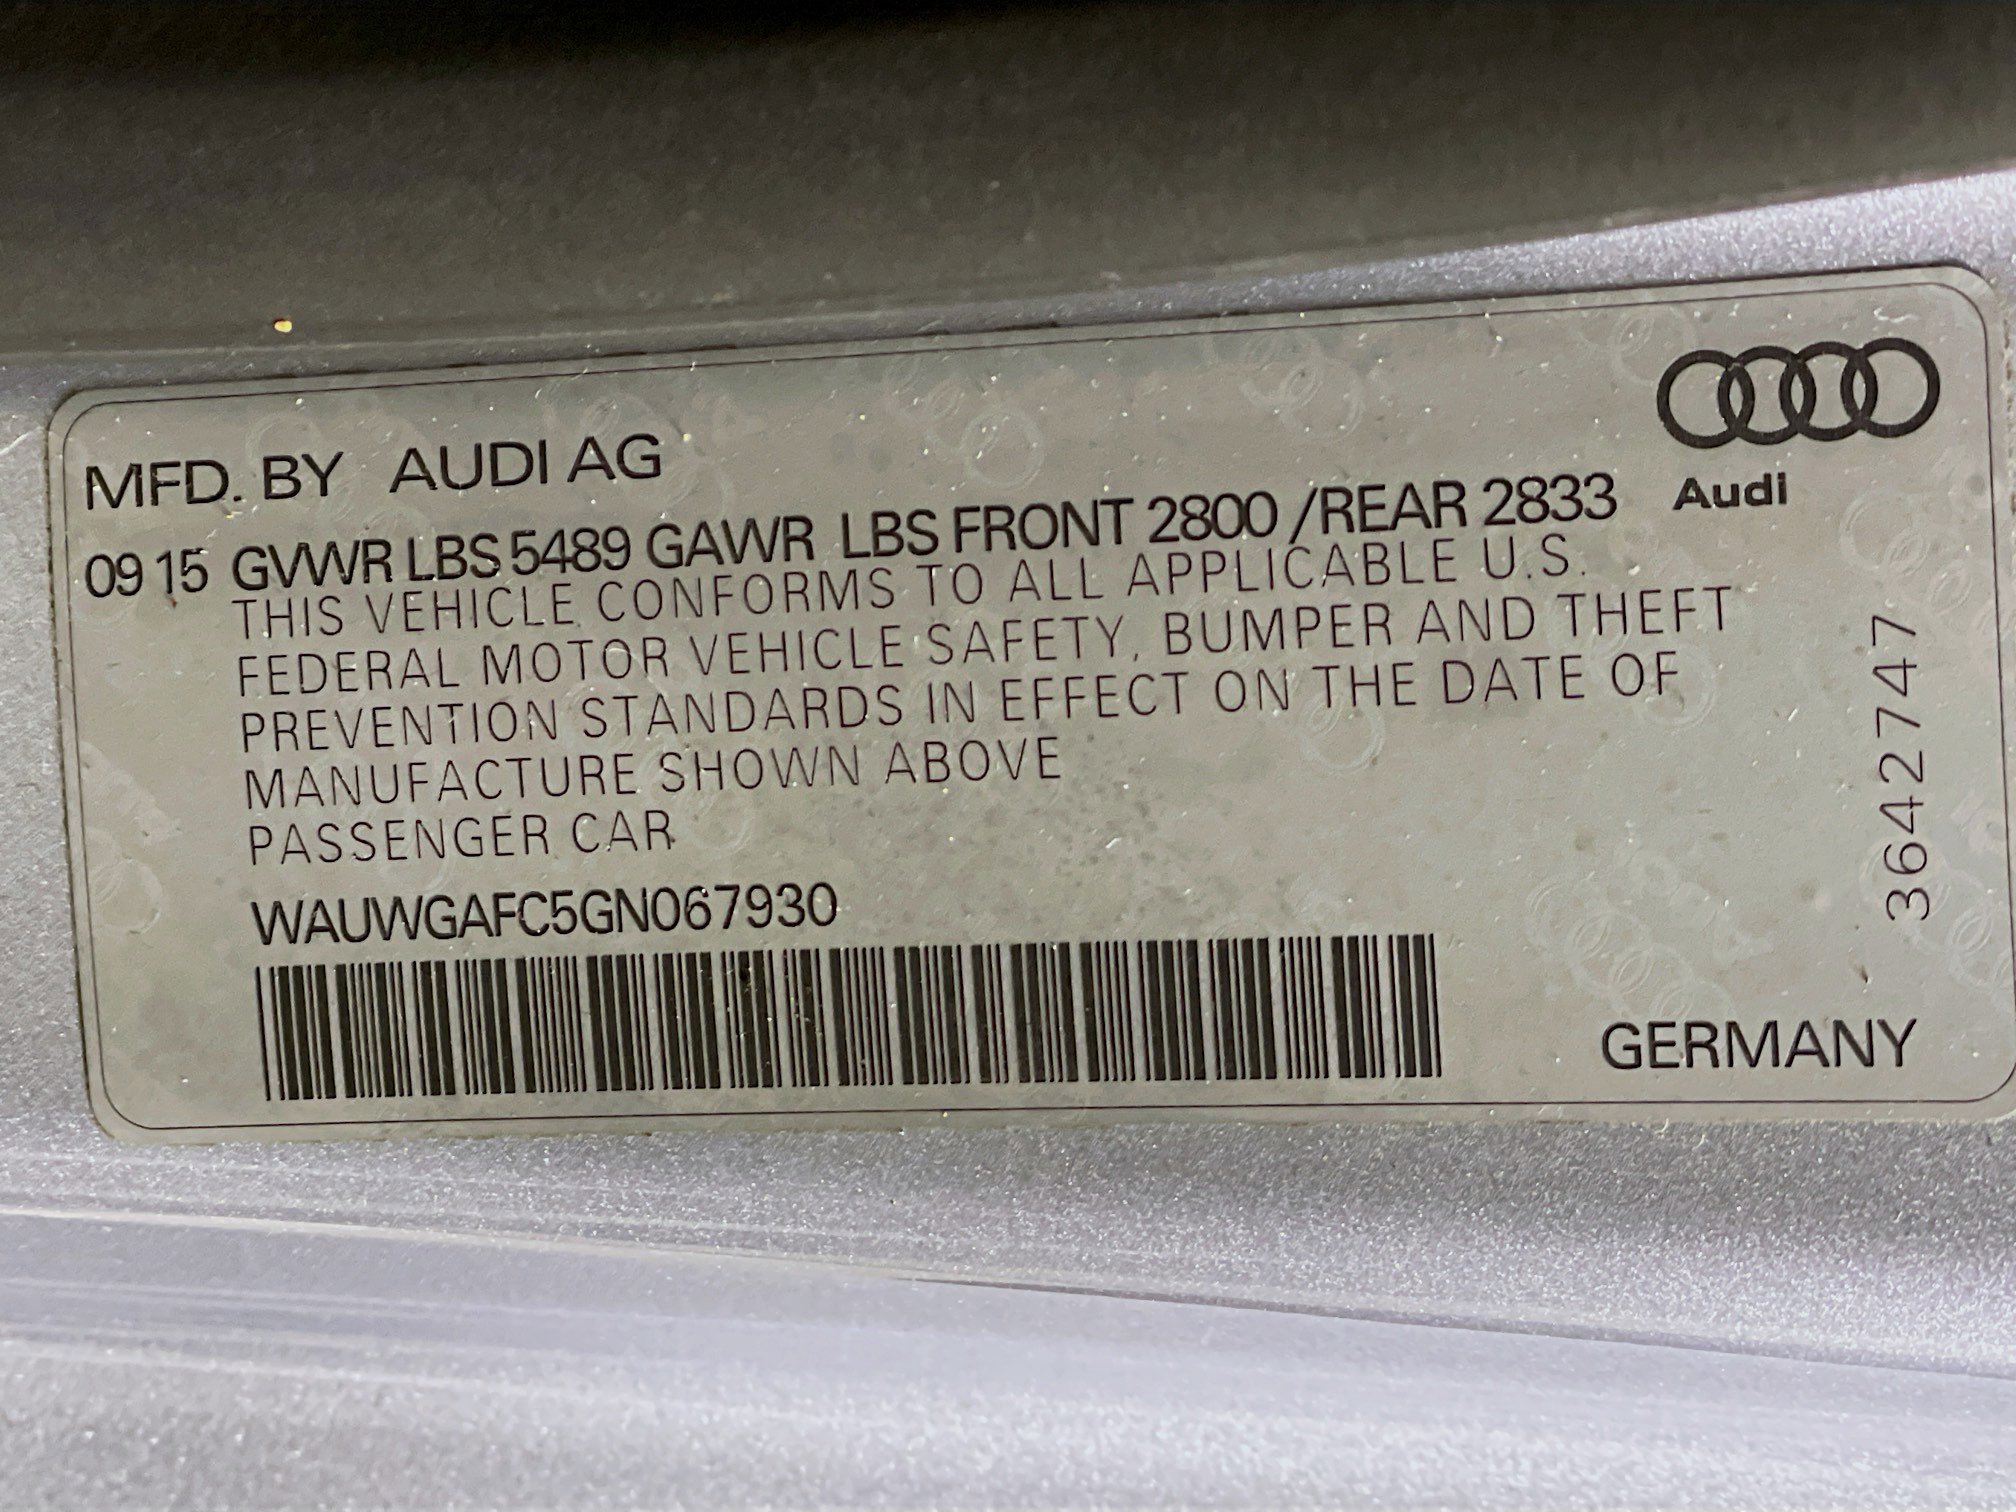 MFD. BY AUDI AG
Audi
09 15 GVWR LBS 5489 GAWR LBS FRONT 2800 /REAR 2833
THIS VEHICLE CONFORMS TO ALL APPLICABLE U.S.
FEDERAL MOTOR VEHICLE SAFETY, BUMPER AND THEFT
PREVENTION STANDARDS IN EFFECT ON THE DATE OF
MANUFACTURE SHOWN ABOVE
PASSENGER CAR
WAUWGAFC5GN067930
3642747
GERMANY